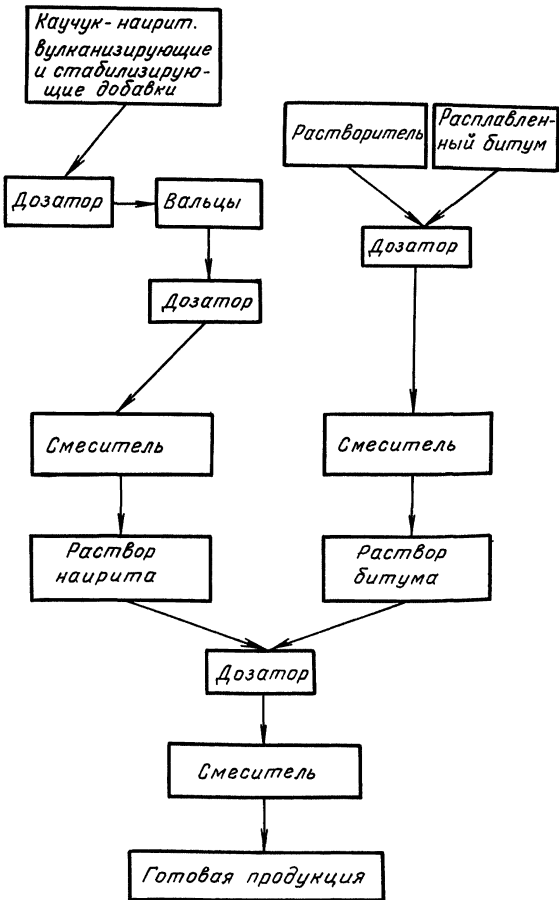 Каучук-наирит.
вулканизирующие
и стабилизирую-
щие добавки
Растворитель
Расплавлен-
ный битум
Дозатор
Вальцы
Дозатор
Дозатор
Смеситель
Смеситель
Раствор
наирита
Раствор
битума
Дозатор
Смеситель
Готовая продукция